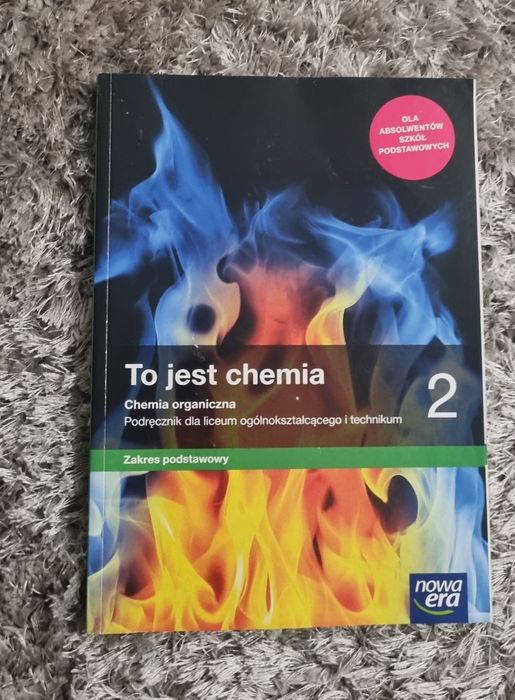 DLA
ABSOLWENTÓW
SZKÓŁ
PODSTAWOWYCH
To jest chemia
2
Chemia organiczna
Podręcznik dla liceum ogólnokształcącego i technikum
Zakres podstawowy
nowa
era